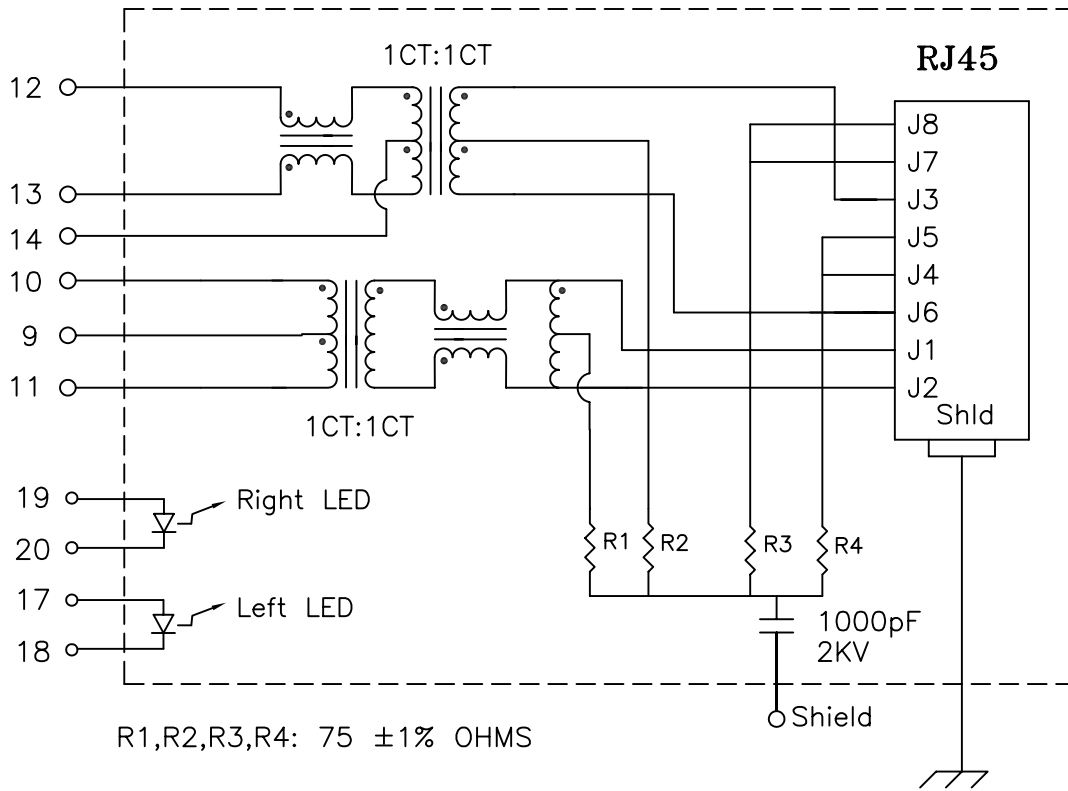 1CT:1CT
RJ45
12
13
14
10
9
11
J8
J7
J3
J5
J4
J6
J1
J2
Shld
1CT:1CT
19
Right LED
20
17
Left LED
18
R1
R2
R3
R4
1000pF
2KV
Shield
R1,R2,R3,R4: 75 ±1% OHMS